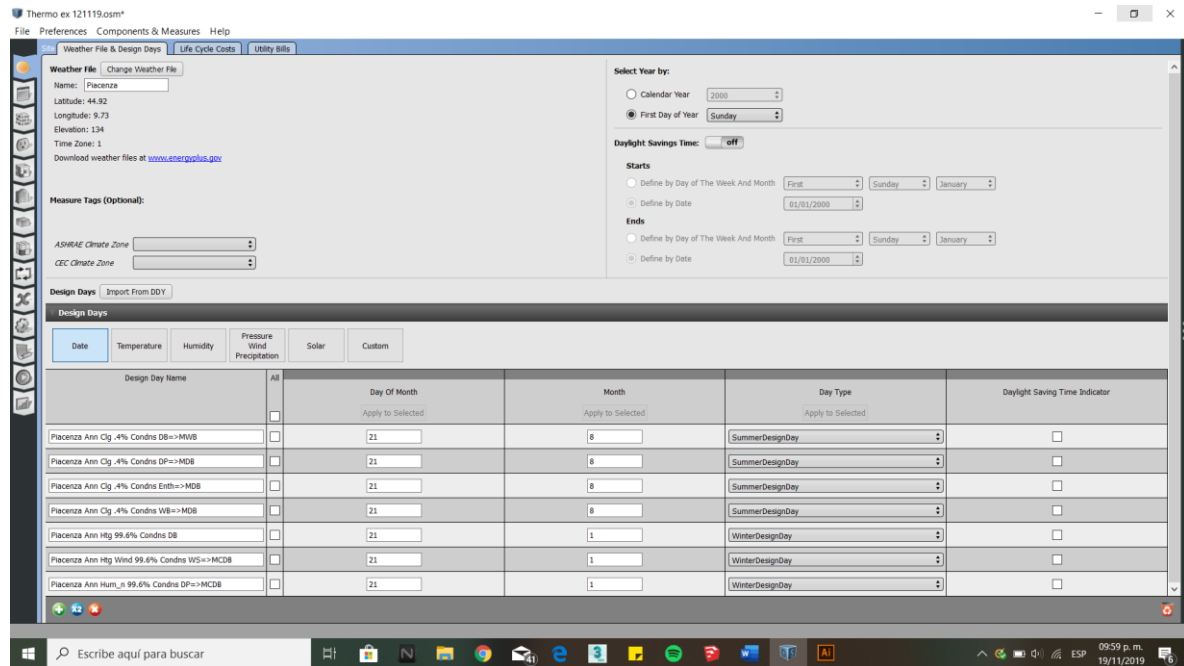 Thermo ex 121119.osm*
File Preferences Components & Measures Help
Site Weather File & Design Days Life Cycle Costs Utility Bills
Weather File Change Weather File
Name: Piacenza
Latitude: 44.92
Longitude: 9.73
Elevation: 134
Time Zone: 1
Download weather files at www.energyplus.gov
Measure Tags (Optional):
ASHRAE Climate Zone
CEC Climate Zone
Select Year by:
Calendar Year 2000
First Day of Year Sunday
Daylight Savings Time: off
Starts
Define by Day of The Week And Month First Sunday January
Define by Date 01/01/2000
Ends
Define by Day of The Week And Month First Sunday January
Define by Date 01/01/2000
Design Days Import From DDY
Design Days
Date Temperature Humidity Pressure Wind Precipitation Solar Custom
Design Day Name All Day Of Month Month Day Type Daylight Saving Time Indicator
Apply to Selected Apply to Selected Apply to Selected
Piacenza Ann Clg .4% Condns DB=>MWB 21 8 SummerDesignDay
Piacenza Ann Clg .4% Condns DP=>MDB 21 8 SummerDesignDay
Piacenza Ann Clg .4% Condns Enth=>MDB 21 8 SummerDesignDay
Piacenza Ann Clg .4% Condns WB=>MDB 21 8 SummerDesignDay
Piacenza Ann Htg 99.6% Condns DB 21 1 WinterDesignDay
Piacenza Ann Htg Wind 99.6% Condns WS=>MCDB 21 1 WinterDesignDay
Piacenza Ann Hum_n 99.6% Condns DP=>MCDB 21 1 WinterDesignDay
x2
Escribe aquí para buscar
41
3
Ai
ESP
09:59 p. m.
19/11/2019
6